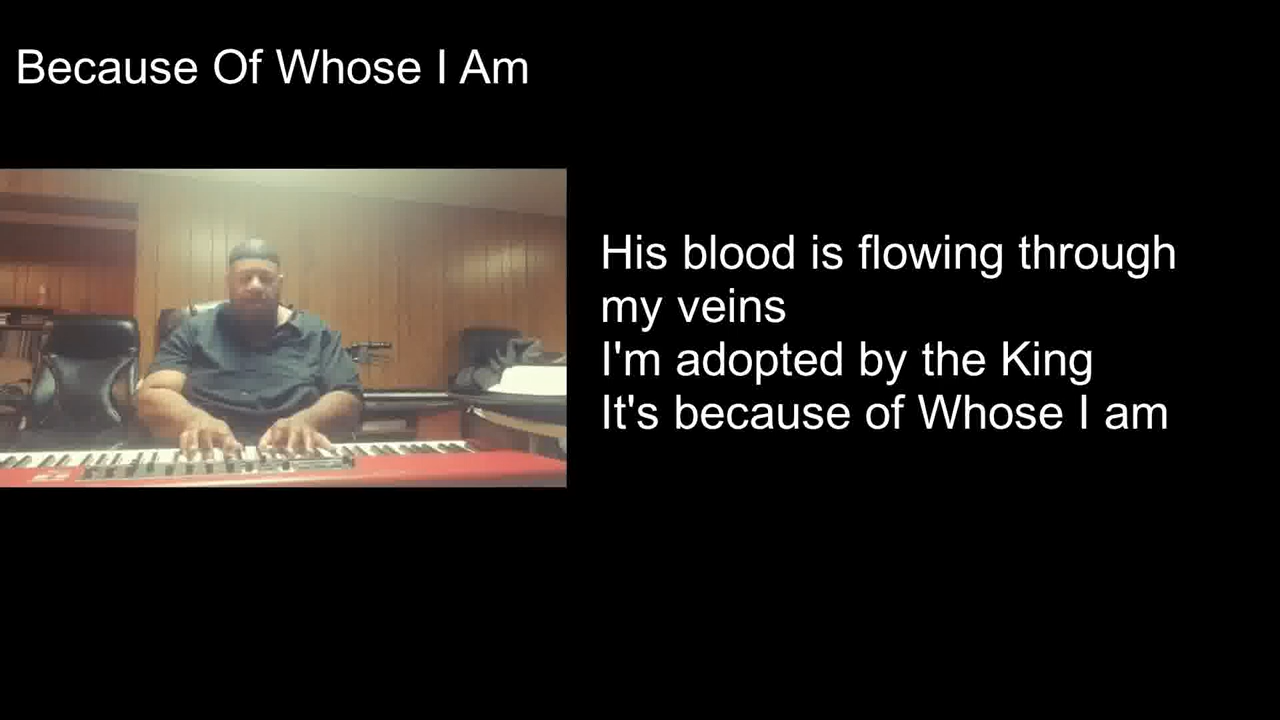 Because Of Whose I Am
His blood is flowing through
my veins
I'm adopted by the King
It's because of Whose I am